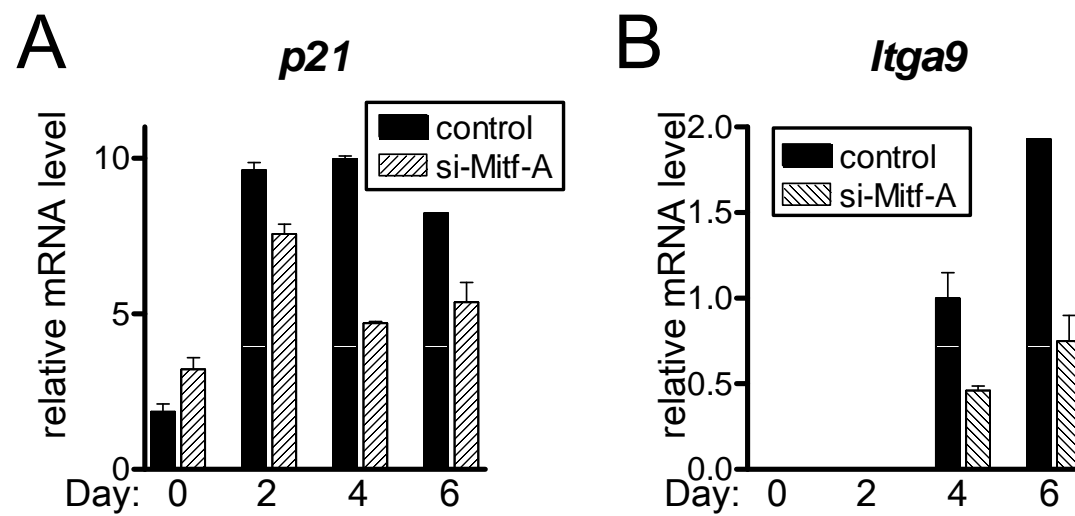 A
p21
relative mRNA level
10
5
0
control
si-Mitf-A
Day: 0 2 4 6
B
Itga9
relative mRNA level
2.0
1.5
1.0
0.5
0.0
control
si-Mitf-A
Day: 0 2 4 6